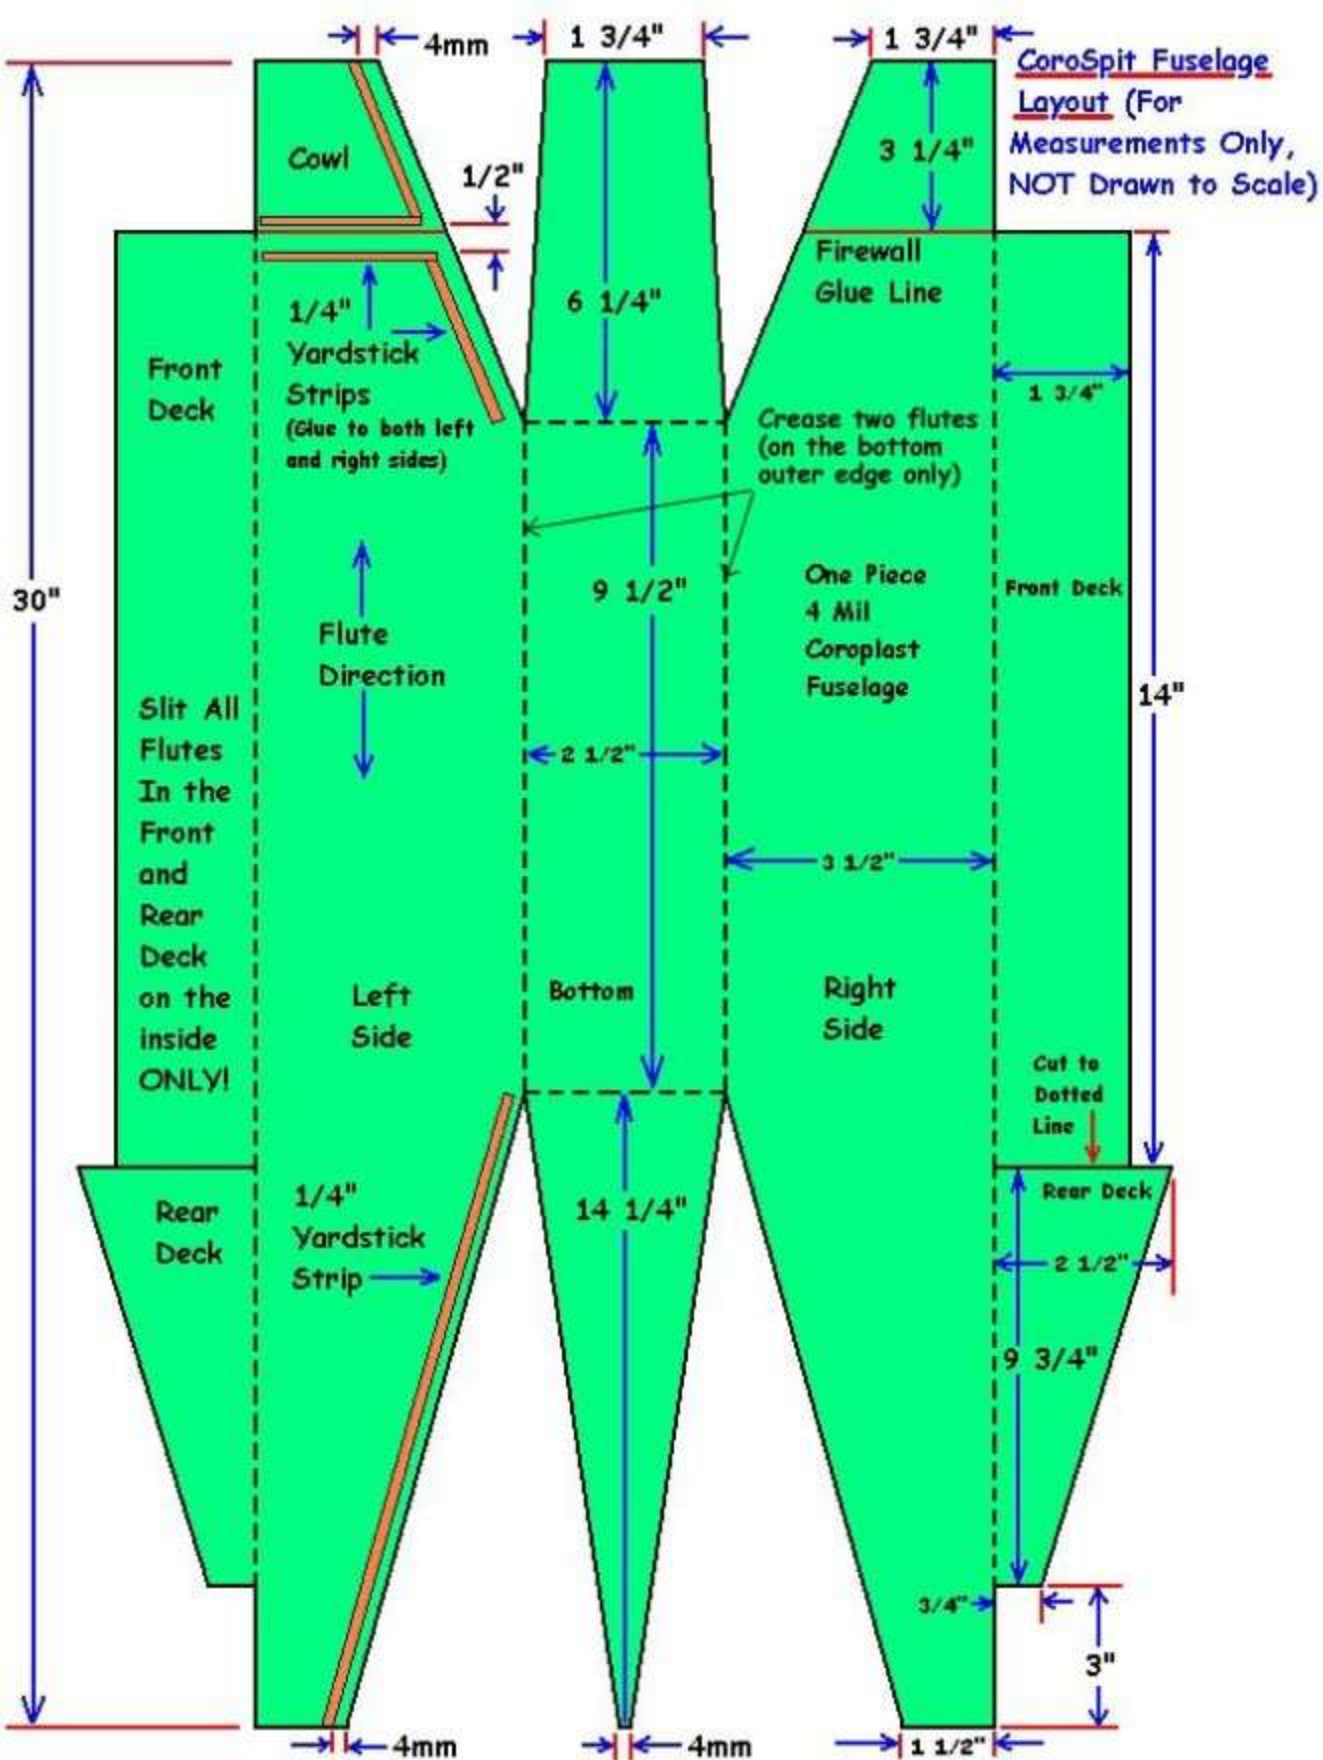 4mm
1 3/4"
1 3/4"
CoroSpit Fuselage
Layout (For
Measurements Only,
NOT Drawn to Scale)
Cowl
1/2"
3 1/4"
Firewall
Glue Line
6 1/4"
1/4"
Yardstick
Strips
(Glue to both left
and right sides)
Front
Deck
1 3/4"
Crease two flutes
(on the bottom
outer edge only)
30"
9 1/2"
One Piece
4 Mil
Coroplast
Fuselage
Front Deck
Flute
Direction
14"
Slit All
Flutes
In the
Front
and
Rear
Deck
on the
inside
ONLY!
2 1/2"
3 1/2"
Left
Side
Bottom
Right
Side
Cut to
Dotted
Line
Rear
Deck
1/4"
Yardstick
Strip
14 1/4"
Rear Deck
2 1/2"
9 3/4"
3/4"
3"
4mm
4mm
1 1/2"